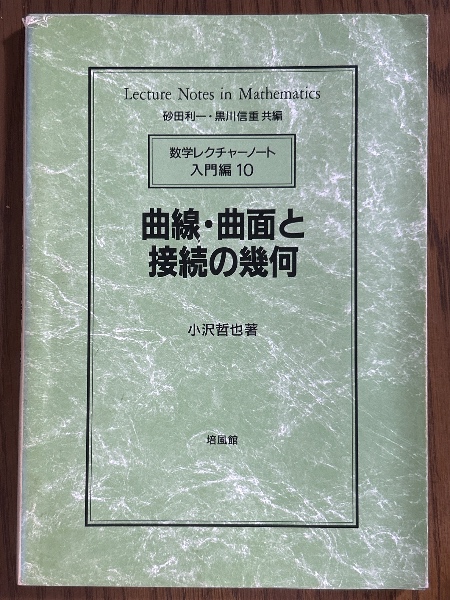 Lecture Notes in Mathematics
砂田利一・黒川信重 共編
数学レクチャーノート
入門編 10
曲線・曲面と
接続の幾何
小沢哲也著
培風館